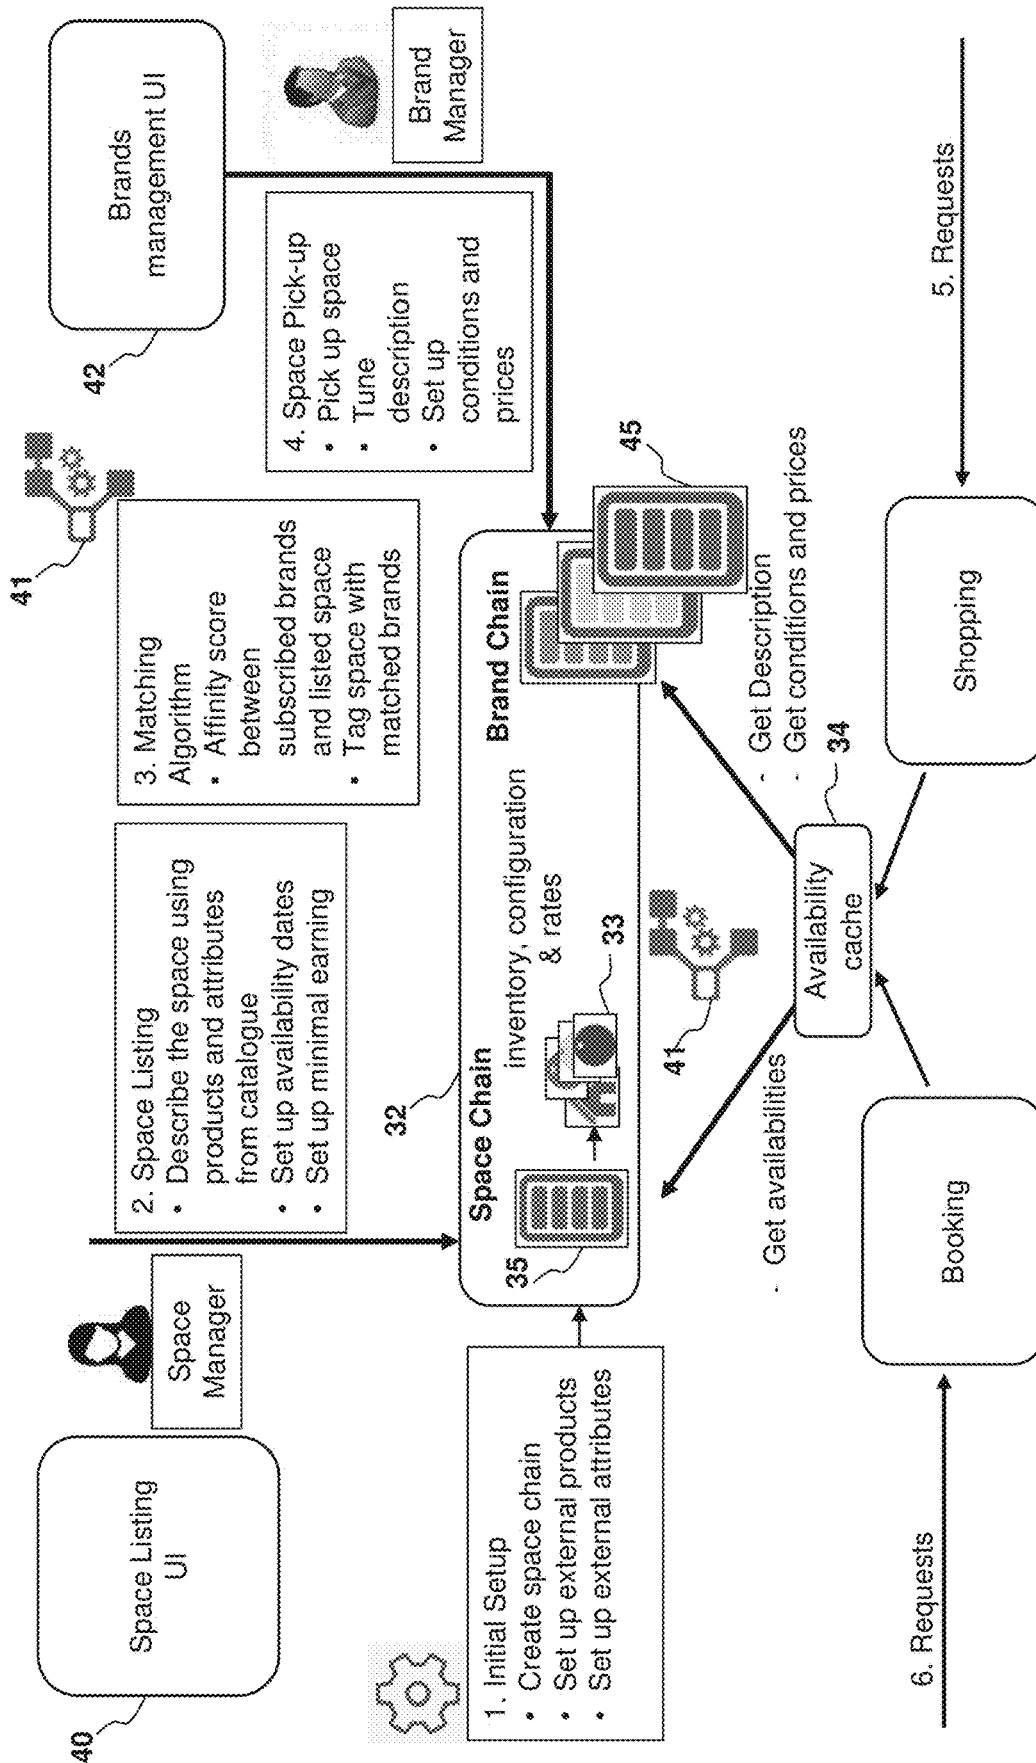 40
Space Listing
UI
Space
Manager
1. Initial Setup
• Create space chain
• Set up external products
• Set up external attributes
2. Space Listing
• Describe the space using
products and attributes
from catalogue
• Set up availability dates
• Set up minimal earning
3. Matching
Algorithm
• Affinity score
between
subscribed brands
and listed space
• Tag space with
matched brands
41
42
Brands
management UI
Brand
Manager
4. Space Pick-up
• Pick up space
• Tune
description
• Set up
conditions and
prices
32
Space Chain
Brand Chain
35
inventory, configuration
& rates
33
45
41
- Get availabilities
- Get Description
- Get conditions and prices
34
Availability
cache
Booking
Shopping
6. Requests
5. Requests